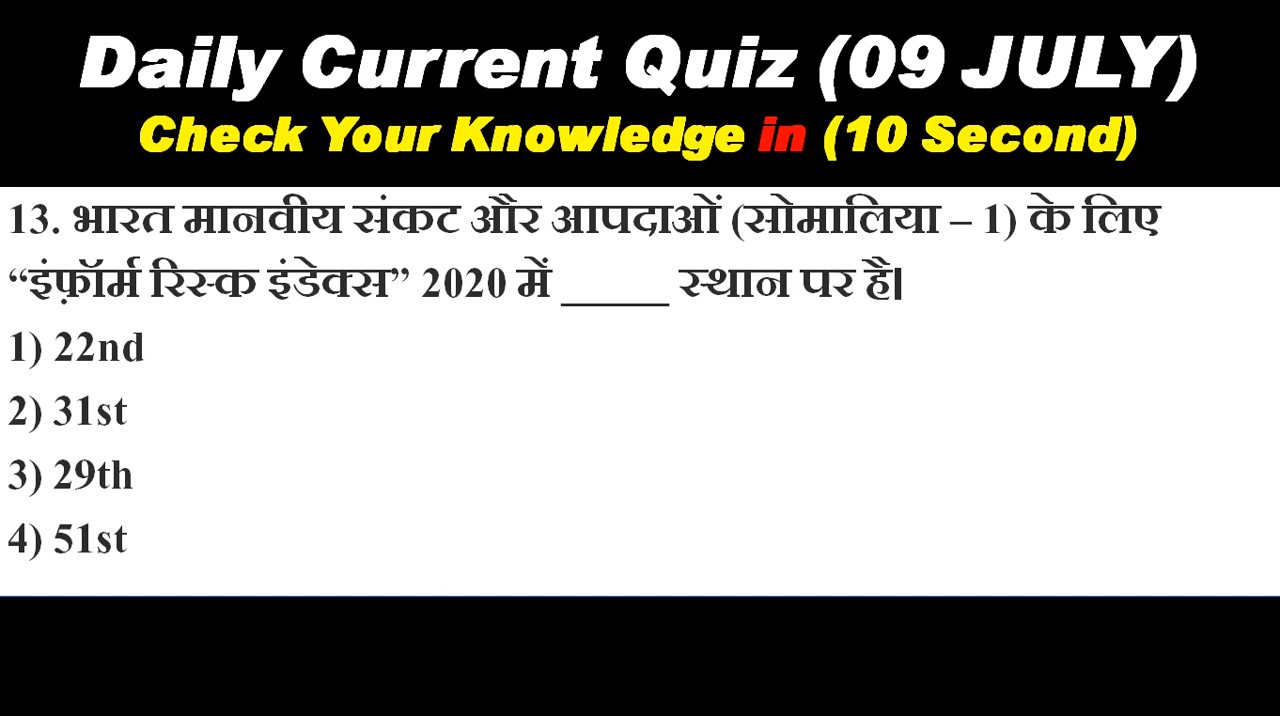 Daily Current Quiz (09 JULY)
Check Your Knowledge in (10 Second)
13. भारत मानवीय संकट और आपदाओं (सोमालिया – 1) के लिए
“इंफ़ॉर्म रिस्क इंडेक्स” 2020 में _____ स्थान पर है।
1) 22nd
2) 31st
3) 29th
4) 51st